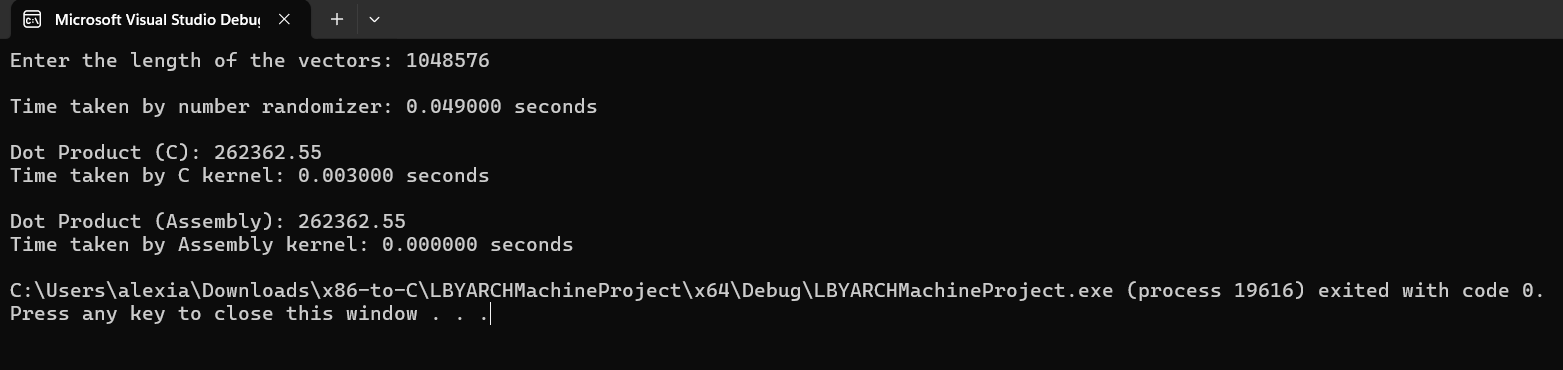 Microsoft Visual Studio Debu
Enter the length of the vectors: 1048576
Time taken by number randomizer: 0.049000 seconds
Dot Product (C): 262362.55
Time taken by C kernel: 0.003000 seconds
Dot Product (Assembly): 262362.55
Time taken by Assembly kernel: 0.000000 seconds
C:\Users\alexia\Downloads\x86-to-C\LBYARCHMachineProject\x64\Debug\LBYARCHMachineProject.exe (process 19616) exited with code 0.
Press any key to close this window . . .